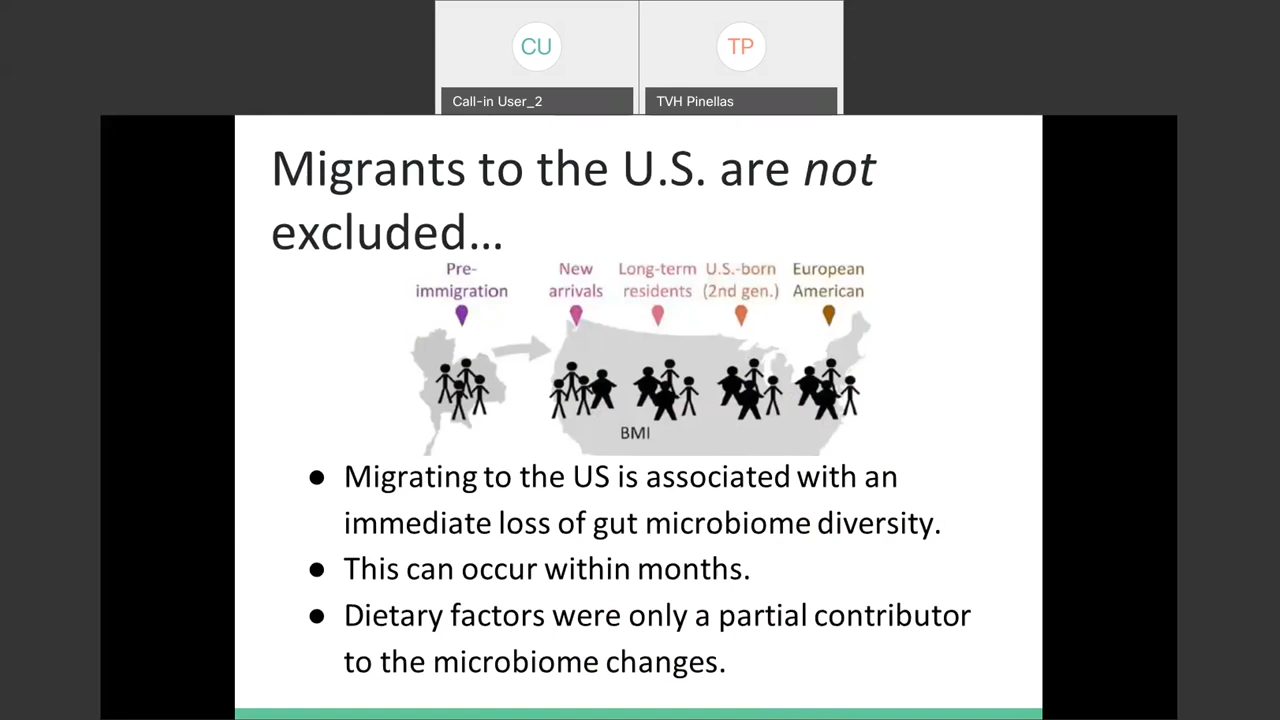 CU
TP
Call-in User_2
TVH Pinellas
Migrants to the U.S. are not
excluded...
Pre-
immigration
New
arrivals
Long-term
residents
U.S.-born
(2nd gen.)
European
American
BMI
● Migrating to the US is associated with an
immediate loss of gut microbiome diversity.
● This can occur within months.
● Dietary factors were only a partial contributor
to the microbiome changes.